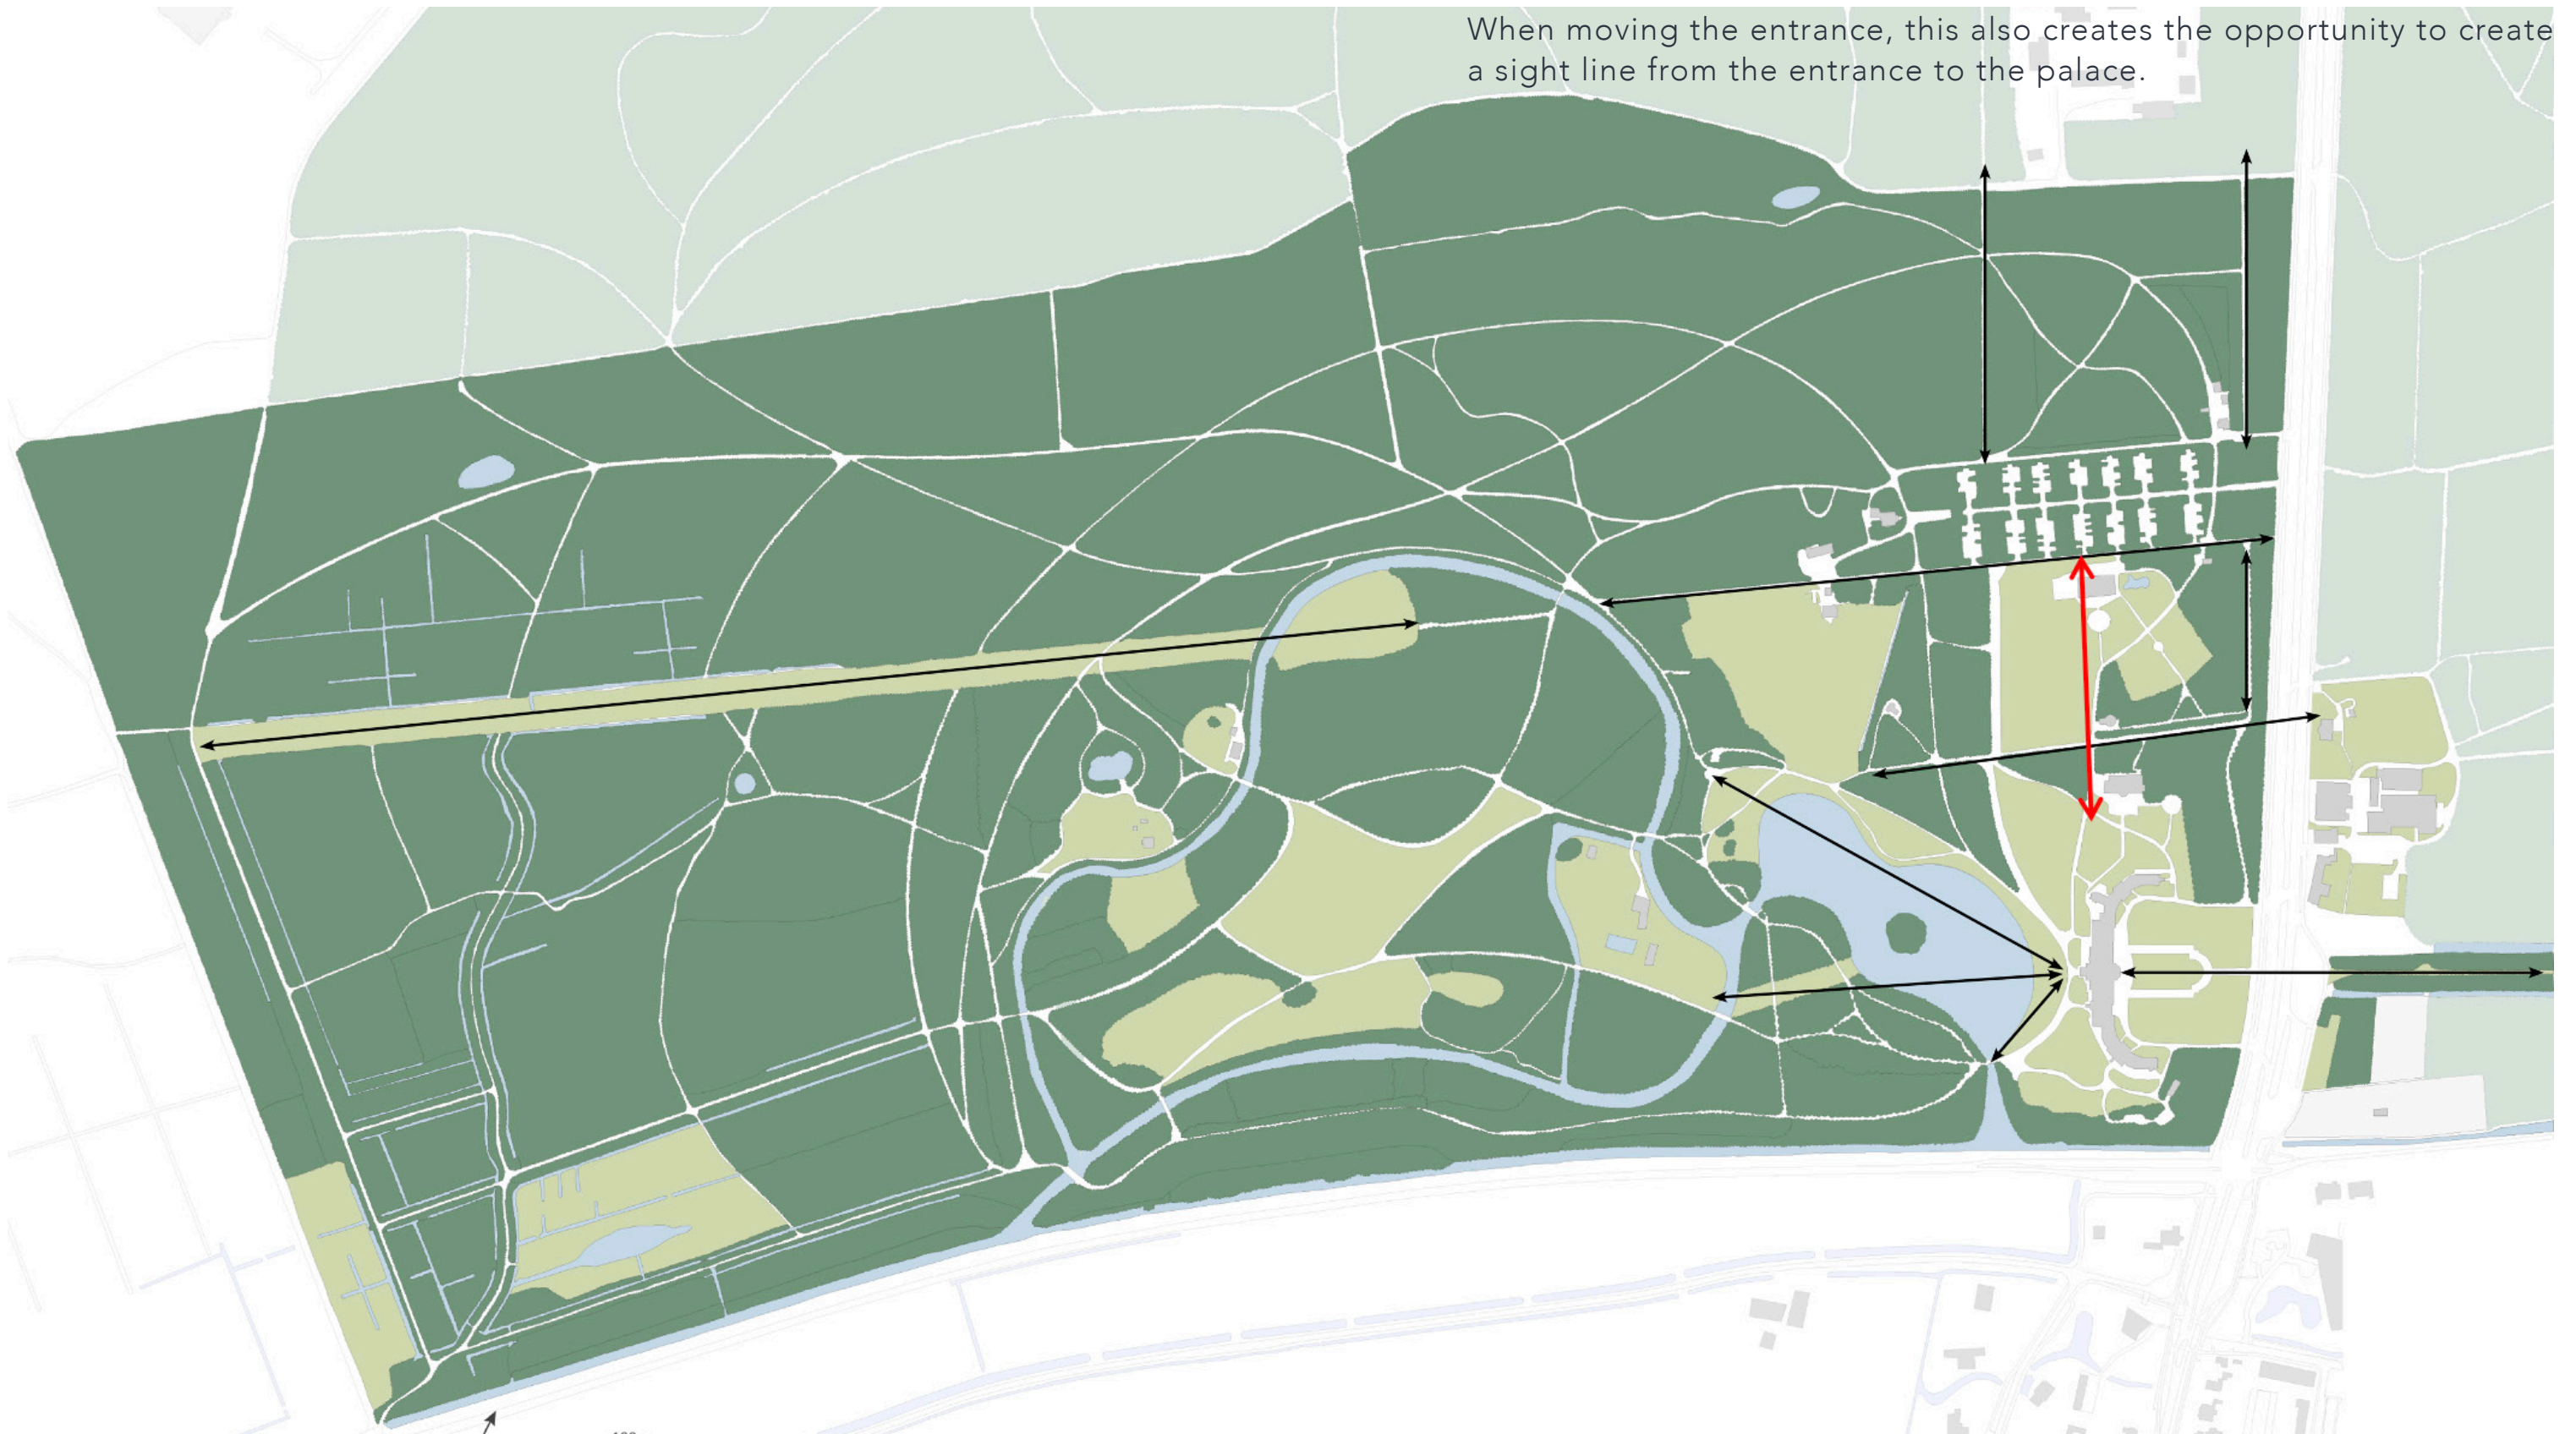 When moving the entrance, this also creates the opportunity to create
a sight line from the entrance to the palace.